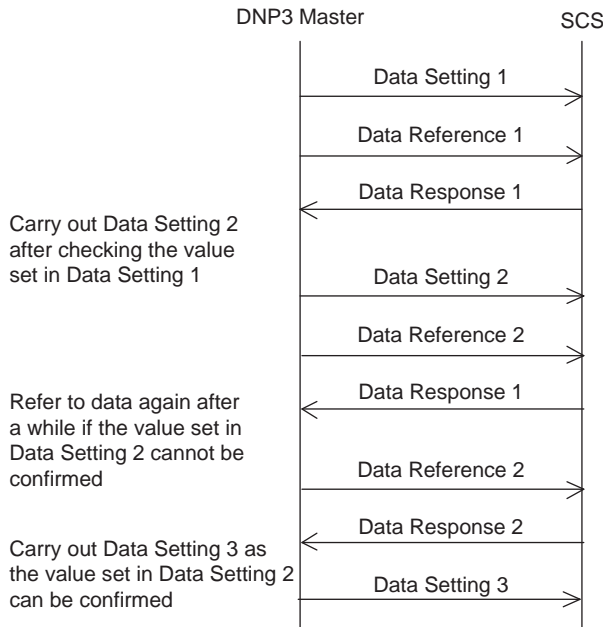 DNP3 Master
SCS
Data Setting 1
Data Reference 1
Data Response 1
Carry out Data Setting 2
after checking the value
set in Data Setting 1
Data Setting 2
Data Reference 2
Data Response 1
Refer to data again after
a while if the value set in
Data Setting 2 cannot be
confirmed
Data Reference 2
Data Response 2
Carry out Data Setting 3 as
the value set in Data Setting 2
can be confirmed
Data Setting 3